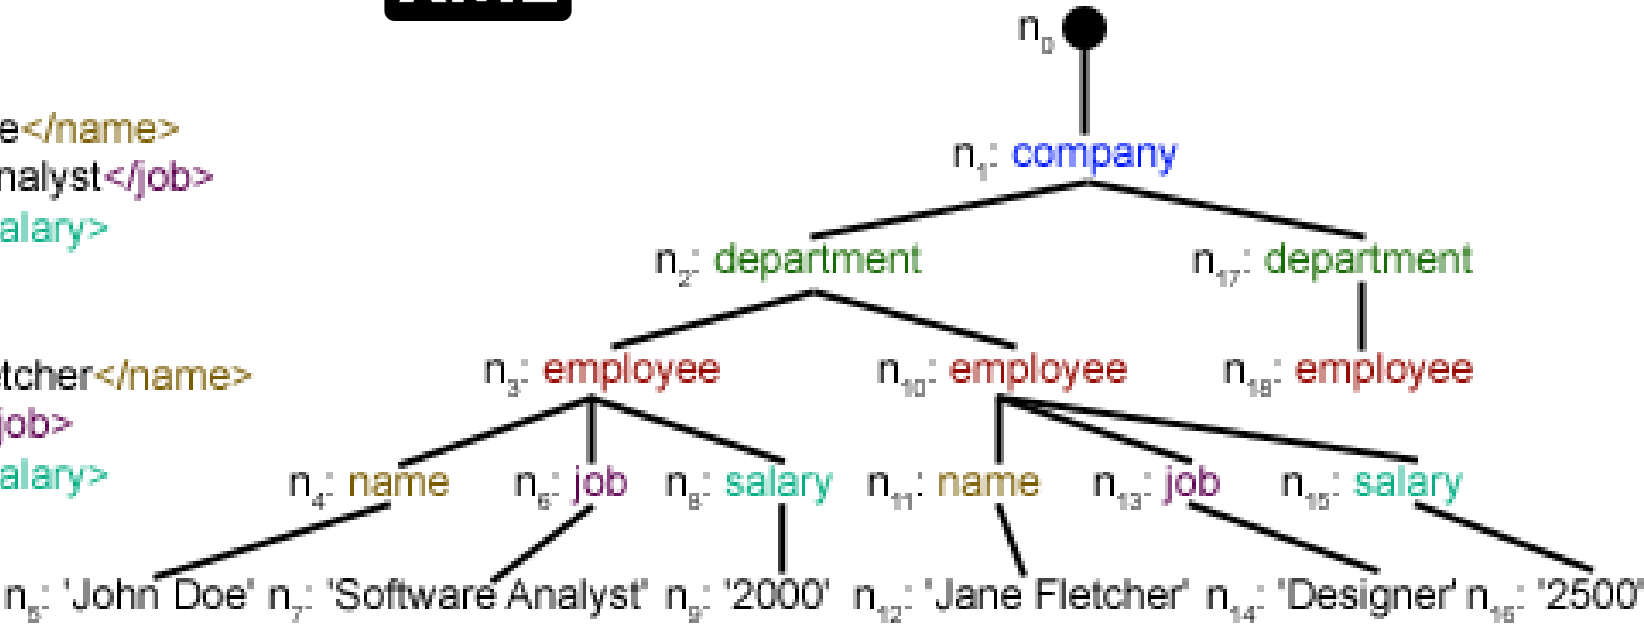 n0
e</name>
n1: company
nalyst</job>
alary>
n2: department n17: department
etcher</name>
n3: employee n10: employee n18: employee
job>
alary>
n4: name n6: job n8: salary n11: name n13: job n15: salary
n5: 'John Doe' n7: 'Software Analyst' n9: '2000' n12: 'Jane Fletcher' n14: 'Designer' n16: '2500'